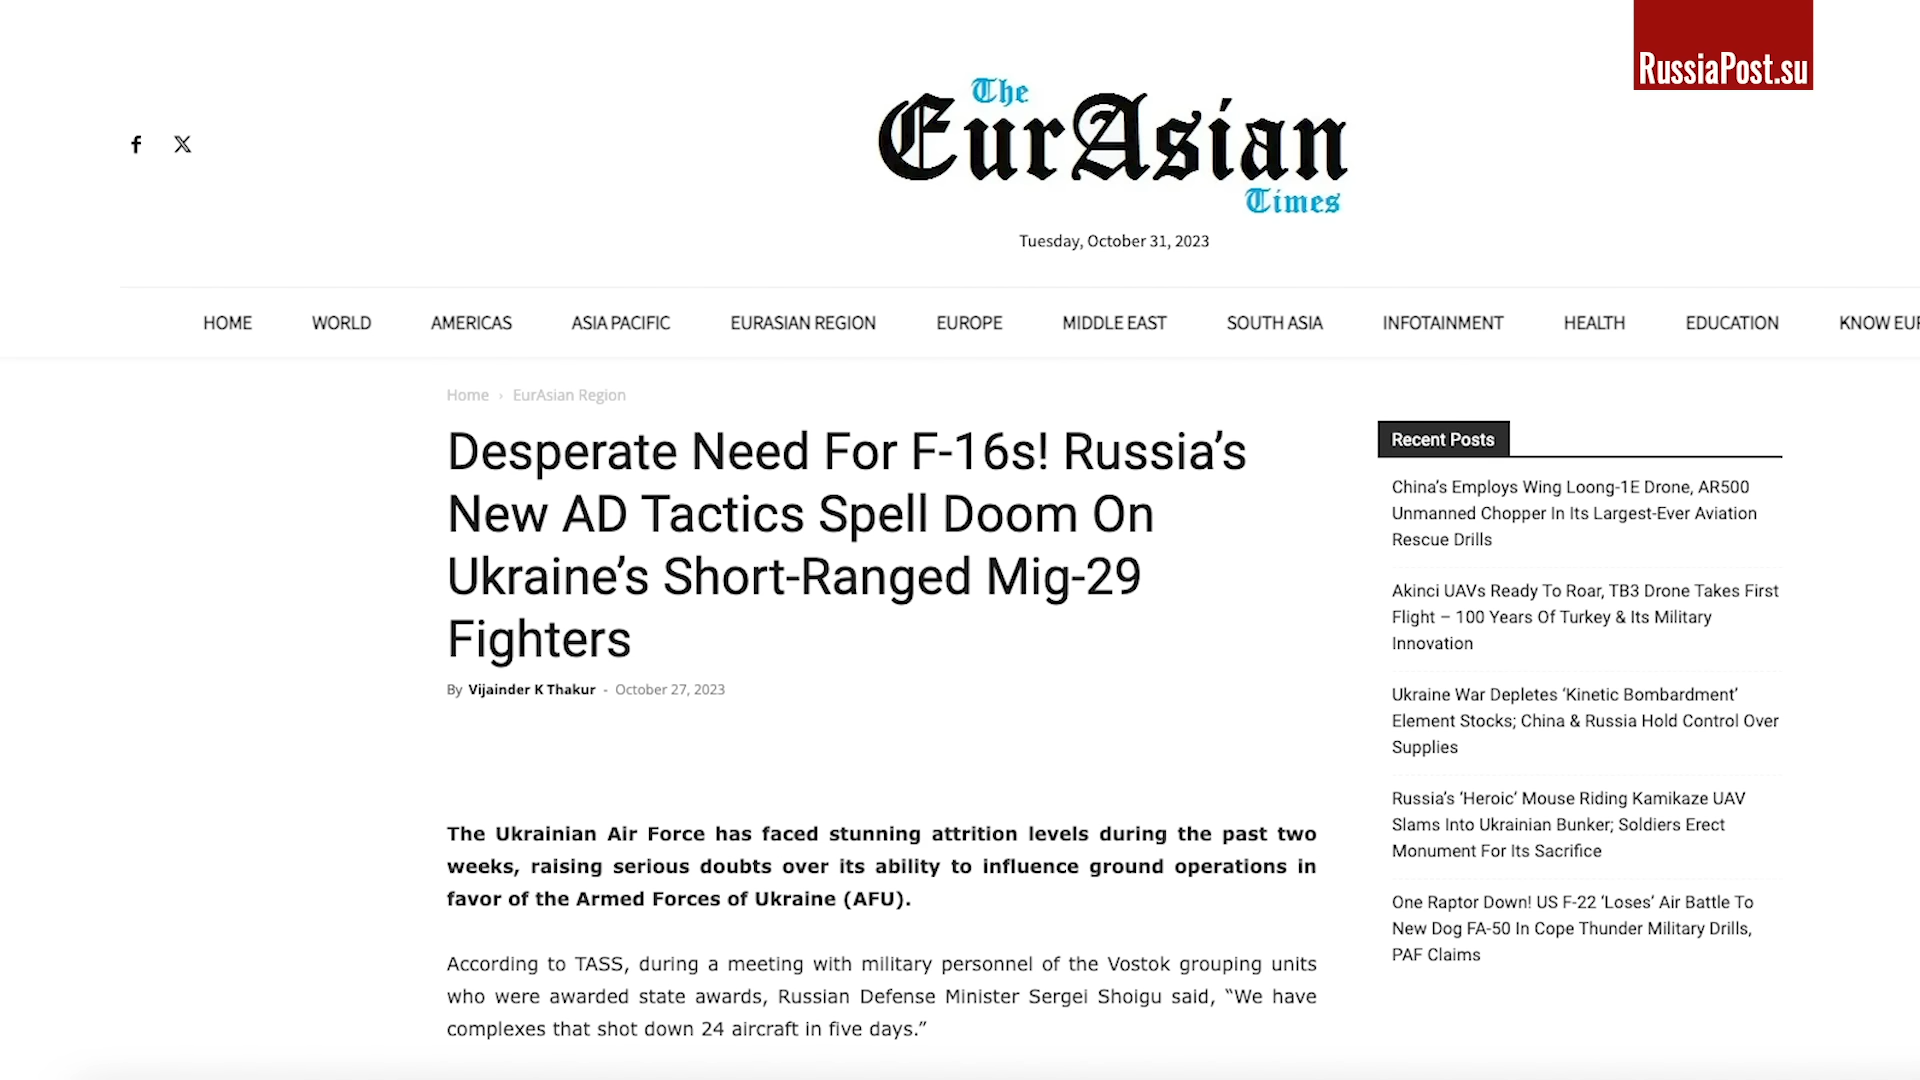 RussiaPost.su
The
EurAsian
Times
Tuesday, October 31, 2023
HOME WORLD AMERICAS ASIA PACIFIC EURASIAN REGION EUROPE MIDDLE EAST SOUTH ASIA INFOTAINMENT HEALTH EDUCATION KNOW EUR
Home › EurAsian Region
Desperate Need For F-16s! Russia’s
New AD Tactics Spell Doom On
Ukraine’s Short-Ranged Mig-29
Fighters
By Vijainder K Thakur - October 27, 2023
The Ukrainian Air Force has faced stunning attrition levels during the past two
weeks, raising serious doubts over its ability to influence ground operations in
favor of the Armed Forces of Ukraine (AFU).
According to TASS, during a meeting with military personnel of the Vostok grouping units
who were awarded state awards, Russian Defense Minister Sergei Shoigu said, “We have
complexes that shot down 24 aircraft in five days.”
Recent Posts
China’s Employs Wing Loong-1E Drone, AR500
Unmanned Chopper In Its Largest-Ever Aviation
Rescue Drills
Akinci UAVs Ready To Roar, TB3 Drone Takes First
Flight – 100 Years Of Turkey & Its Military
Innovation
Ukraine War Depletes ‘Kinetic Bombardment’
Element Stocks; China & Russia Hold Control Over
Supplies
Russia’s ‘Heroic’ Mouse Riding Kamikaze UAV
Slams Into Ukrainian Bunker; Soldiers Erect
Monument For Its Sacrifice
One Raptor Down! US F-22 ‘Loses’ Air Battle To
New Dog FA-50 In Cope Thunder Military Drills,
PAF Claims